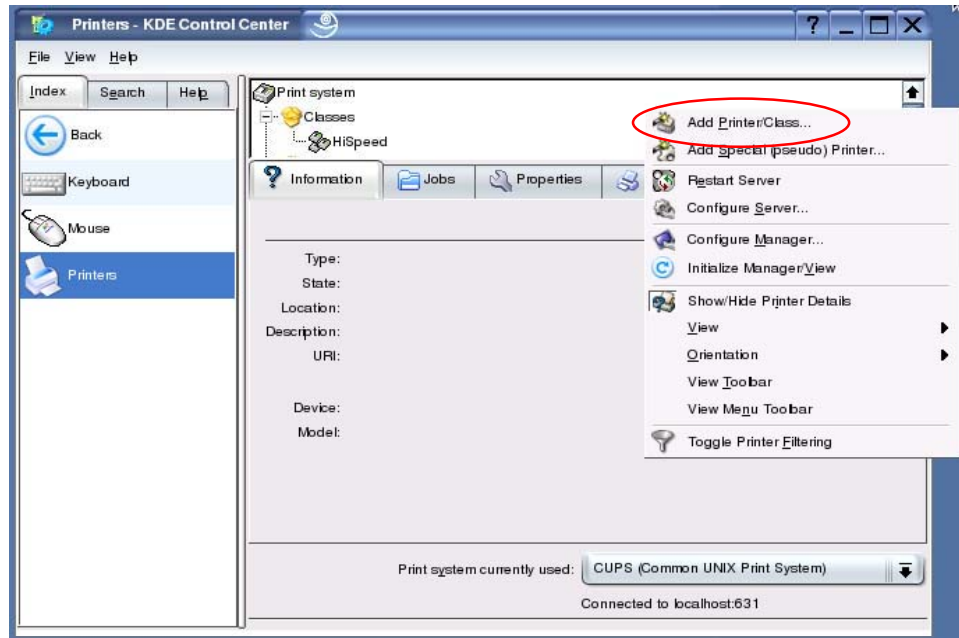 Printers - KDE Control Center
File View Help
Index Search Help
Back
Keyboard
Mouse
Printers
Print system
Classes
HiSpeed
Information Jobs Properties
Type:
State:
Location:
Description:
URI:
Device:
Model:
Add Printer/Class...
Add Special (pseudo) Printer...
Restart Server
Configure Server...
Configure Manager...
Initialize Manager/View
Show/Hide Printer Details
View
Orientation
View Toolbar
View Menu Toolbar
Toggle Printer Filtering
Print system currently used: CUPS (Common UNIX Print System)
Connected to localhost:631